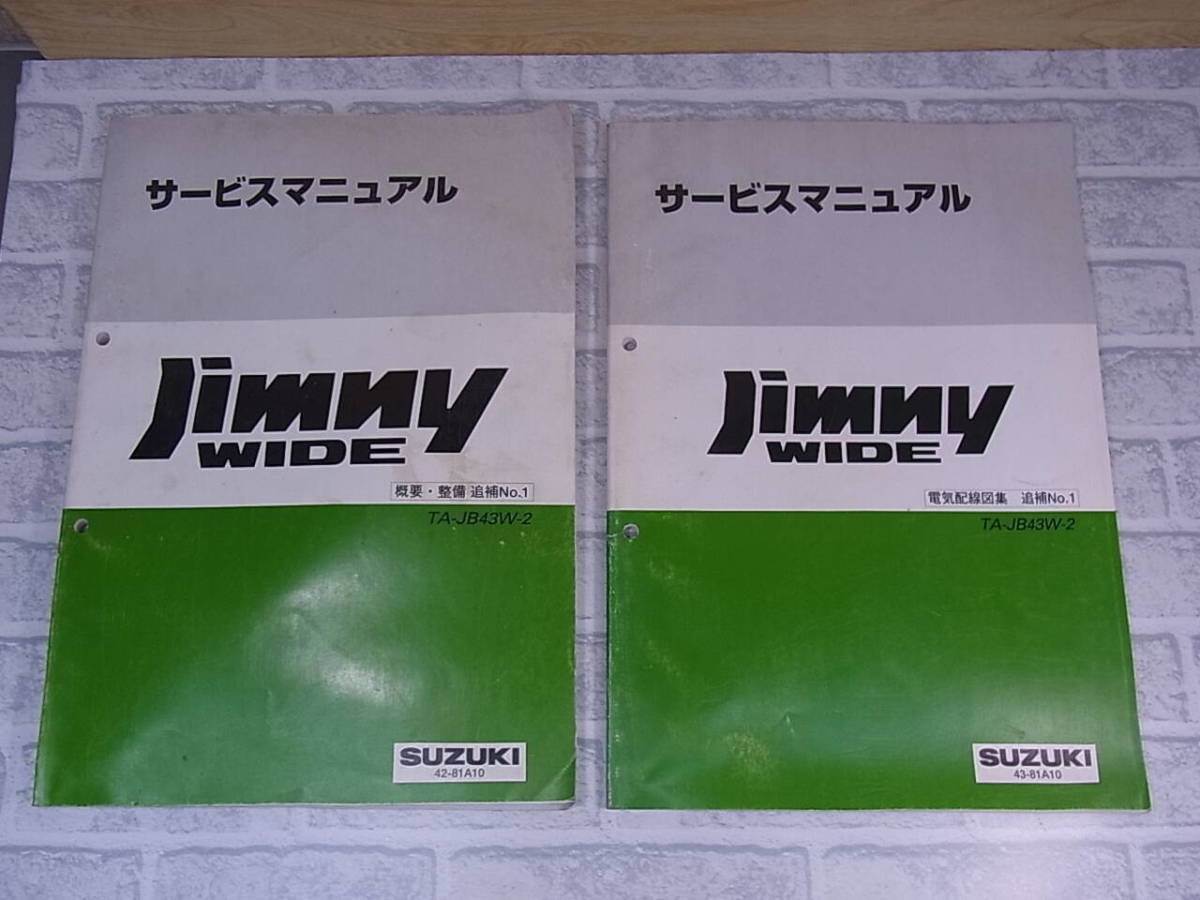 サービスマニュアル
Jimny
WIDE
概要・整備 追補No.1
TA-JB43W-2
SUZUKI
42-81A10
サービスマニュアル
Jimny
WIDE
電気配線図集 追補No.1
TA-JB43W-2
SUZUKI
43-81A10